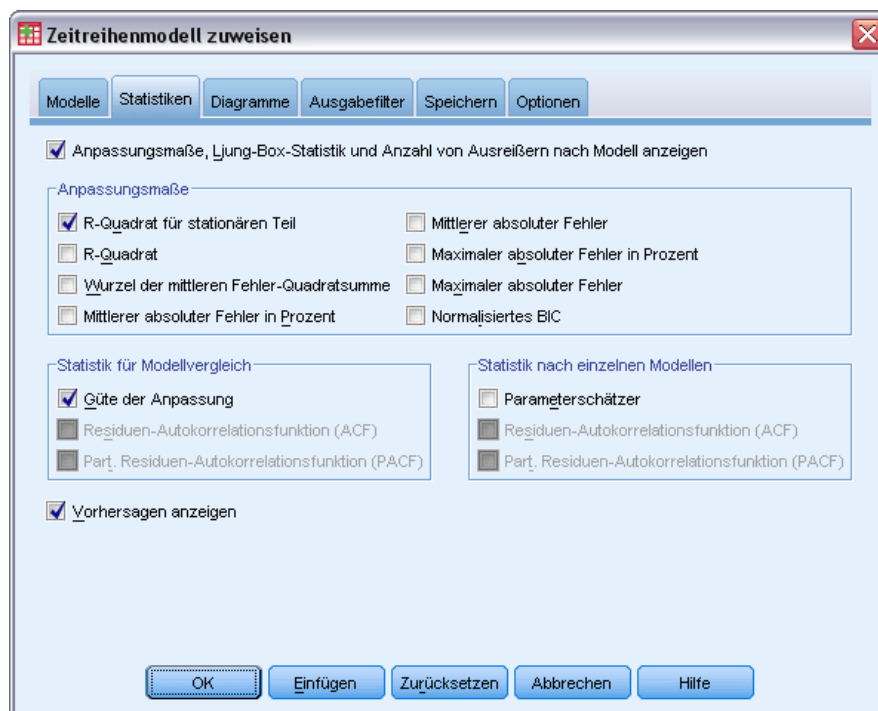 Zeitreihenmodell zuweisen
Modelle Statistiken Diagramme Ausgabefilter Speichern Optionen
Anpassungsmaße, Ljung-Box-Statistik und Anzahl von Ausreißern nach Modell anzeigen
Anpassungsmaße
R-Quadrat für stationären Teil
R-Quadrat
Wurzel der mittleren Fehler-Quadratsumme
Mittlerer absoluter Fehler in Prozent
Mittlerer absoluter Fehler
Maximaler absoluter Fehler in Prozent
Maximaler absoluter Fehler
Normalisiertes BIC
Statistik für Modellvergleich
Güte der Anpassung
Residuen-Autokorrelationsfunktion (ACF)
Part. Residuen-Autokorrelationsfunktion (PACF)
Statistik nach einzelnen Modellen
Parameterschätzer
Residuen-Autokorrelationsfunktion (ACF)
Part. Residuen-Autokorrelationsfunktion (PACF)
Vorhersagen anzeigen
OK Einfügen Zurücksetzen Abbrechen Hilfe